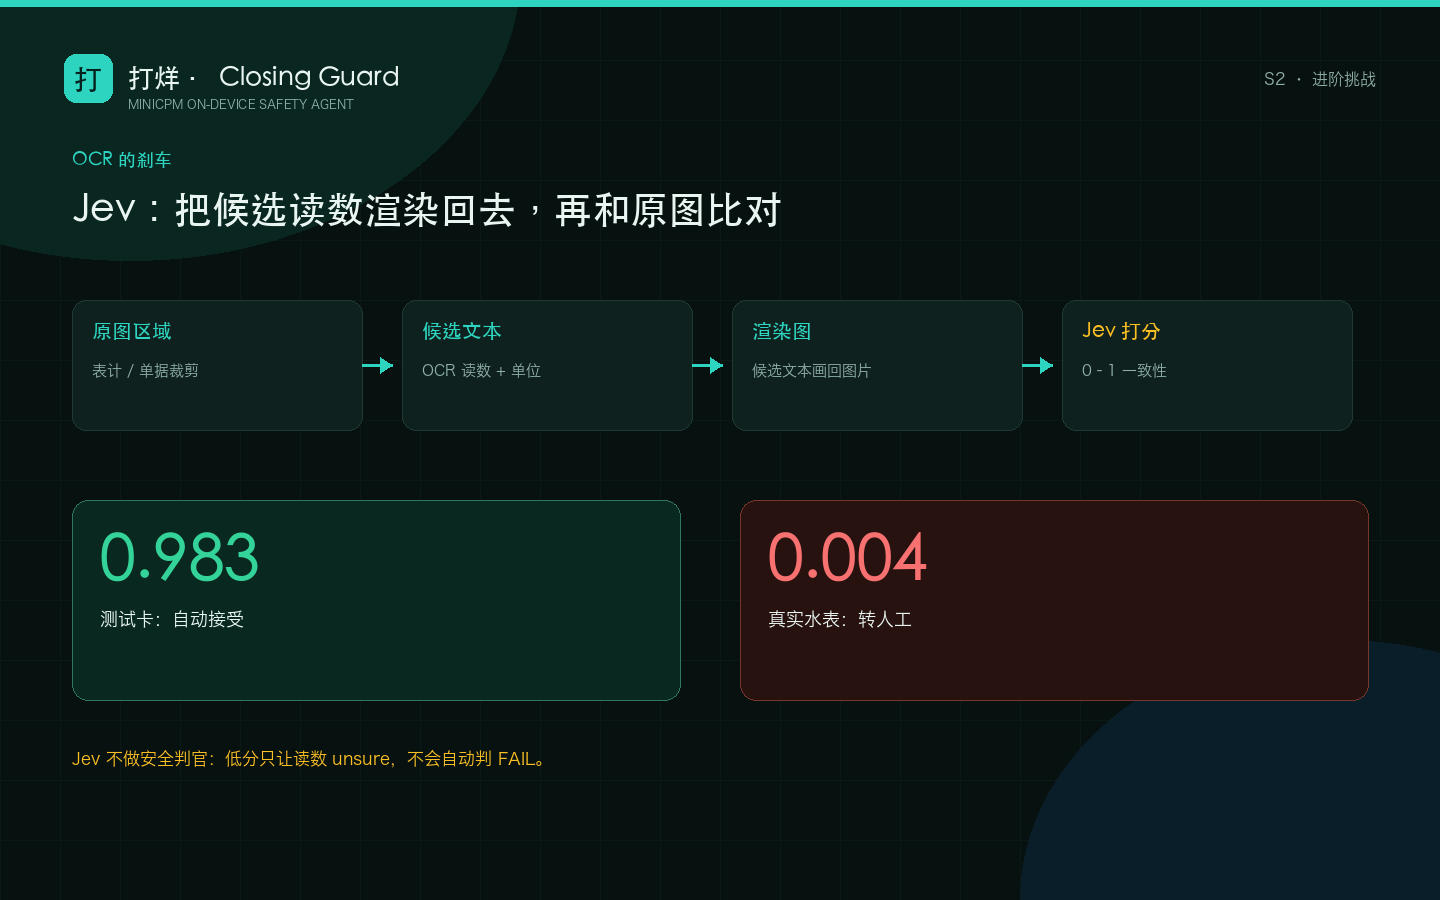 打
打烊 · Closing Guard
MINICPM ON-DEVICE SAFETY AGENT
S2 · 进阶挑战
OCR 的刹车
Jev：把候选读数渲染回去，再和原图比对
原图区域
表计 / 单据裁剪
候选文本
OCR 读数 + 单位
渲染图
候选文本画回图片
Jev 打分
0 - 1 一致性
0.983
测试卡：自动接受
0.004
真实水表：转人工
Jev 不做安全判官：低分只让读数 unsure，不会自动判 FAIL。